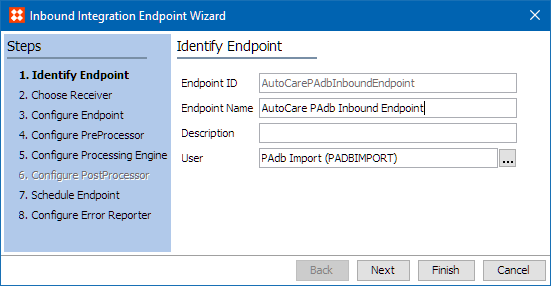 Inbound Integration Endpoint Wizard
Steps
1. Identify Endpoint
2. Choose Receiver
3. Configure Endpoint
4. Configure PreProcessor
5. Configure Processing Engine
6. Configure PostProcessor
7. Schedule Endpoint
8. Configure Error Reporter
Identify Endpoint
Endpoint ID AutoCarePAdbInboundEndpoint
Endpoint Name AutoCare PAdb Inbound Endpoint
Description
User PAdb Import (PADBIMPORT) ...
Back Next Finish Cancel